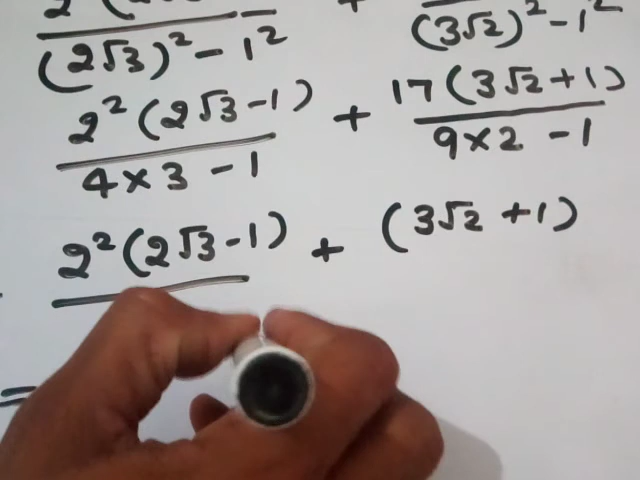 (2√3)² - 1² + (3√2)² - 1²
2² (2√3 - 1) + 17 (3√2 + 1)
4 × 3 - 1 9 × 2 - 1
2² (2√3 - 1) + (3√2 + 1)
=